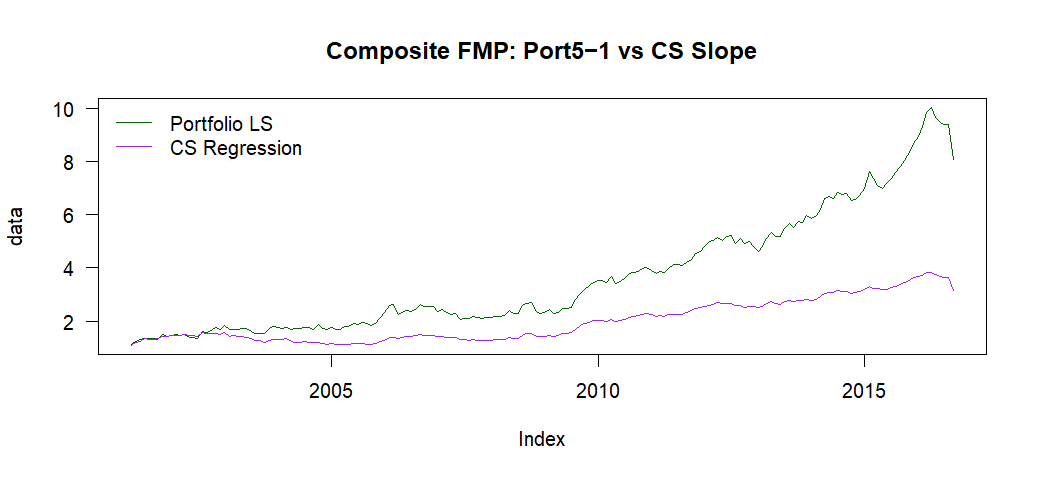 Composite FMP: Port5−1 vs CS Slope
Portfolio LS
CS Regression
data
10
8
6
4
2
2005 2010 2015
Index